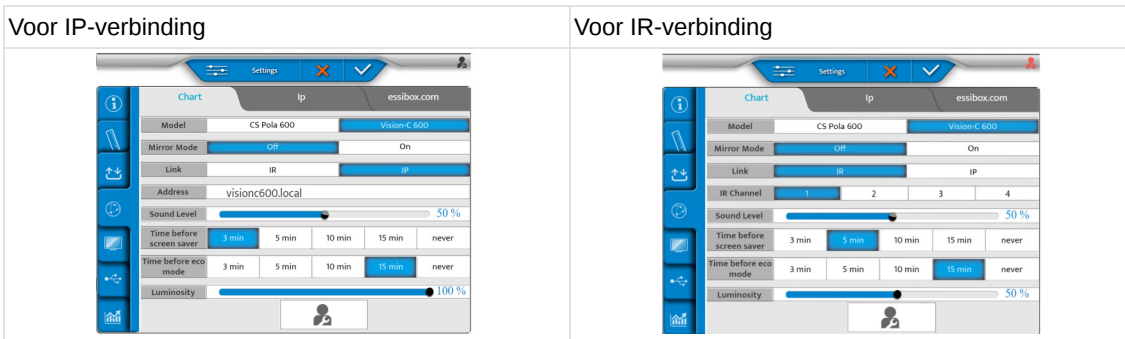 Voor IP-verbinding
Settings
Chart Ip essibox.com
Model CS Pola 600 Vision-C 600
Mirror Mode Off On
Link IR IP
Address visionc600.local
Sound Level 50 %
Time before
screen saver 3 min 5 min 10 min 15 min never
Time before eco
mode 3 min 5 min 10 min 15 min never
Luminosity 100 %
Voor IR-verbinding
Settings
Chart Ip essibox.com
Model CS Pola 600 Vision-C 600
Mirror Mode Off On
Link IR IP
IR Channel 1 2 3 4
Sound Level 50 %
Time before
screen saver 3 min 5 min 10 min 15 min never
Time before eco
mode 3 min 5 min 10 min 15 min never
Luminosity 50 %